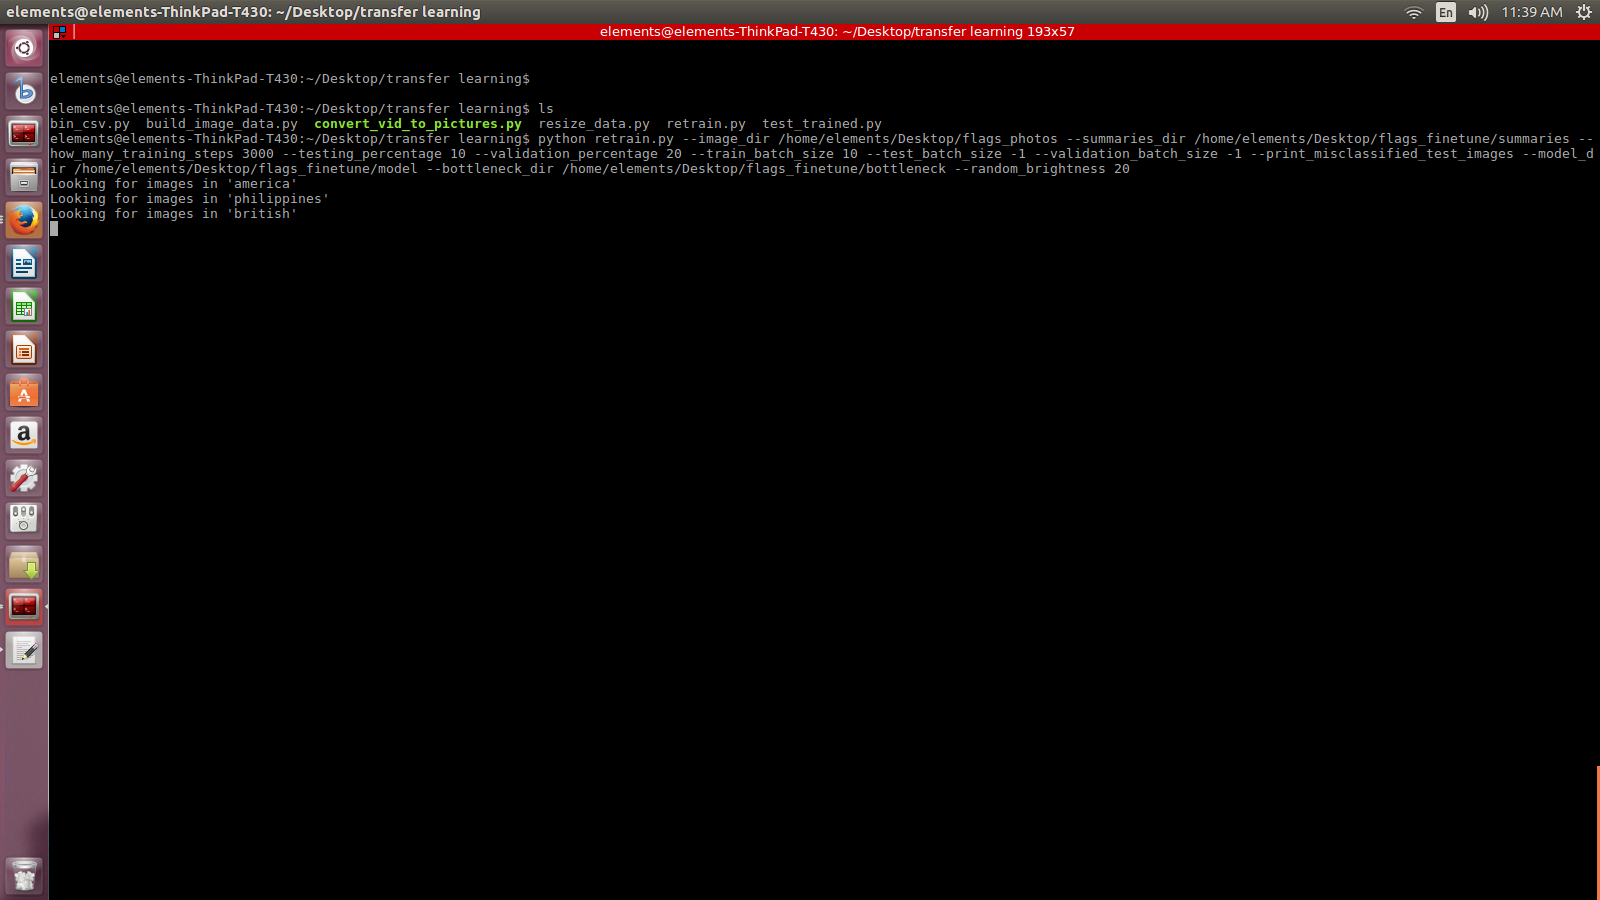 elements@elements-ThinkPad-T430: ~/Desktop/transfer learning
En
11:39 AM
elements@elements-ThinkPad-T430: ~/Desktop/transfer learning 193x57
elements@elements-ThinkPad-T430:~/Desktop/transfer learning$
elements@elements-ThinkPad-T430:~/Desktop/transfer learning$ ls
bin_csv.py  build_image_data.py  convert_vid_to_pictures.py  resize_data.py  retrain.py  test_trained.py
elements@elements-ThinkPad-T430:~/Desktop/transfer learning$ python retrain.py --image_dir /home/elements/Desktop/flags_photos --summaries_dir /home/elements/Desktop/flags_finetune/summaries --
how_many_training_steps 3000 --testing_percentage 10 --validation_percentage 20 --train_batch_size 10 --test_batch_size -1 --validation_batch_size -1 --print_misclassified_test_images --model_d
ir /home/elements/Desktop/flags_finetune/model --bottleneck_dir /home/elements/Desktop/flags_finetune/bottleneck --random_brightness 20
Looking for images in 'america'
Looking for images in 'philippines'
Looking for images in 'british'